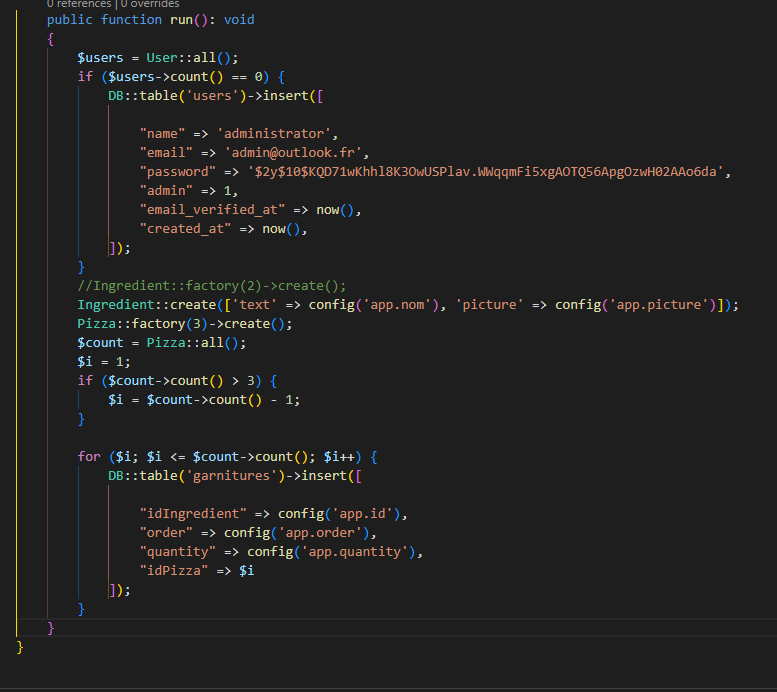 0 references | 0 overrides
public function run(): void
{
$users = User::all();
if ($users->count() == 0) {
DB::table('users')->insert([
"name" => 'administrator',
"email" => 'admin@outlook.fr',
"password" => '$2y$10$KQD71wKhhl8K3OwUSPlav.WWqqmFi5xgAOTQ56ApgOzwH02AAo6da',
"admin" => 1,
"email_verified_at" => now(),
"created_at" => now(),
]);
}
//Ingredient::factory(2)->create();
Ingredient::create(['text' => config('app.nom'), 'picture' => config('app.picture')]);
Pizza::factory(3)->create();
$count = Pizza::all();
$i = 1;
if ($count->count() > 3) {
$i = $count->count() - 1;
}
for ($i; $i <= $count->count(); $i++) {
DB::table('garnitures')->insert([
"idIngredient" => config('app.id'),
"order" => config('app.order'),
"quantity" => config('app.quantity'),
"idPizza" => $i
]);
}
}
}